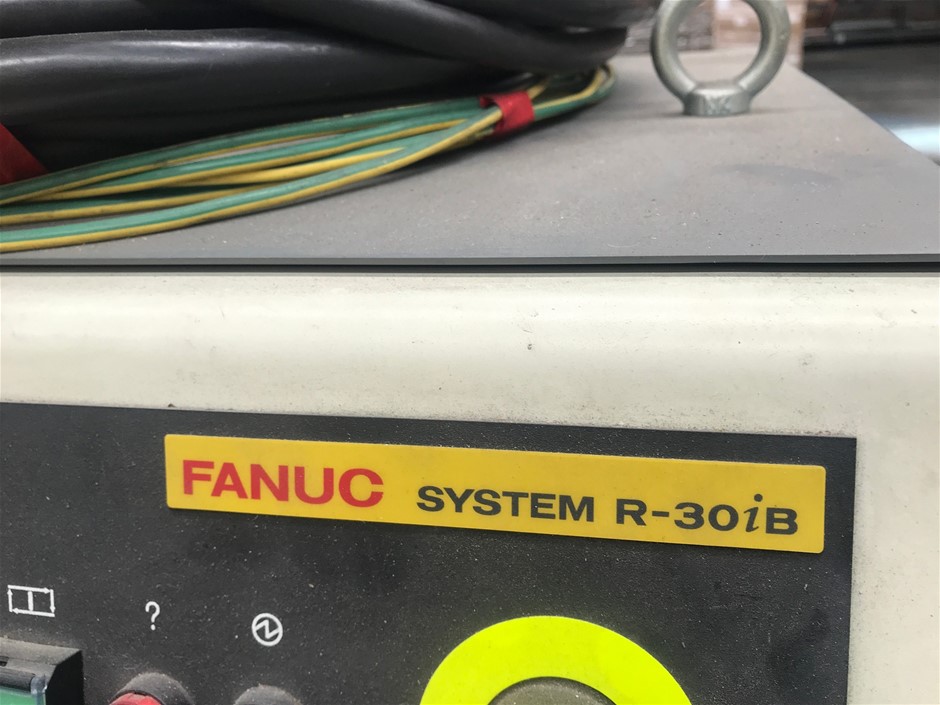 FANUC SYSTEM R-30iB
?